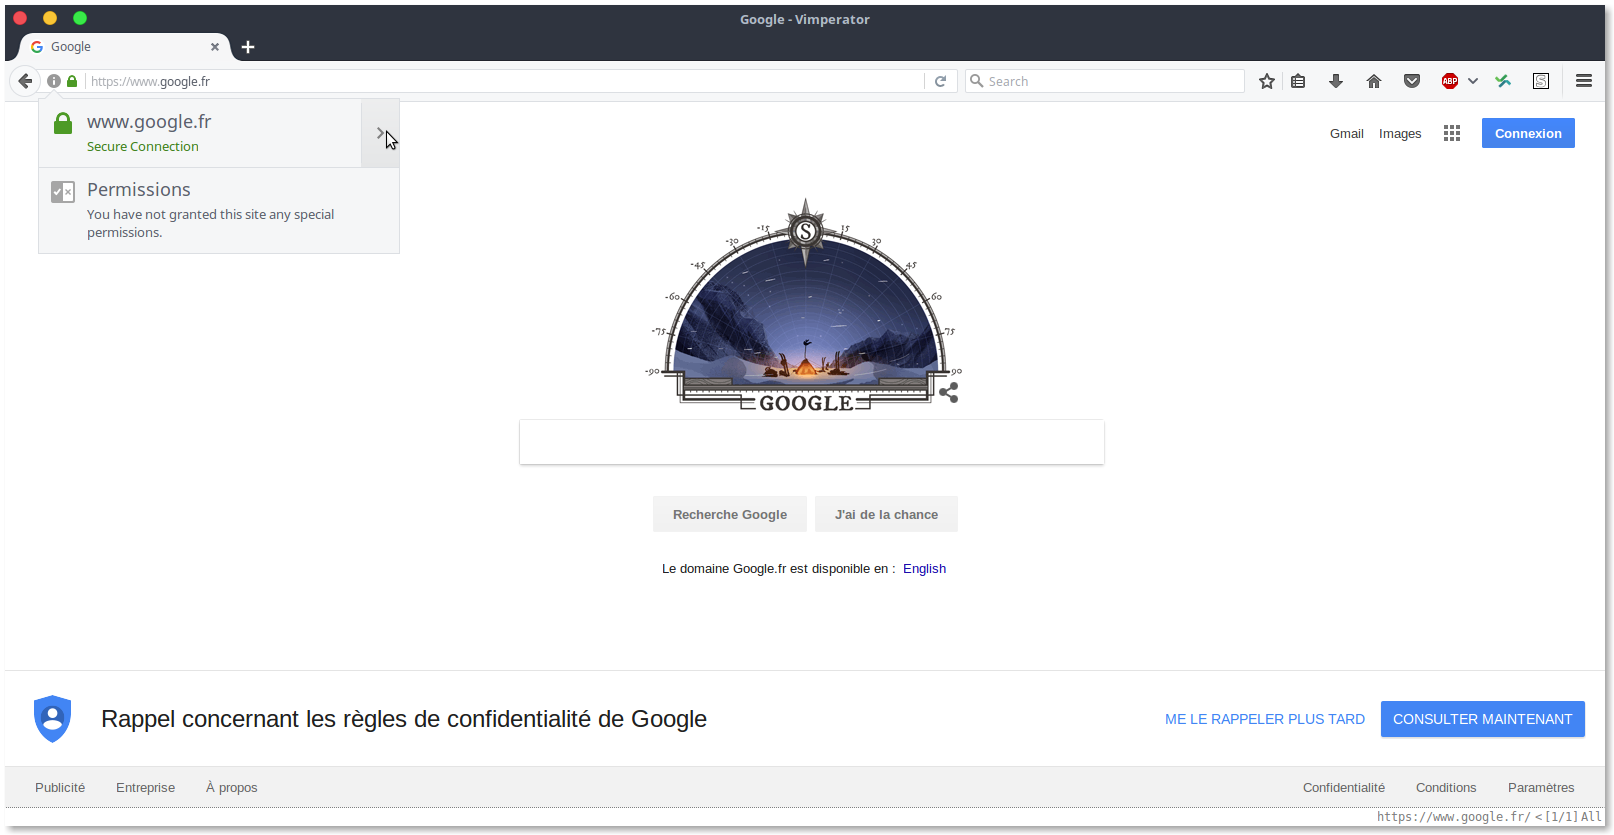 Google - Vimperator
Google
https://www.google.fr
Search
ABP
S
www.google.fr
Secure Connection
Permissions
You have not granted this site any special
permissions.
Gmail Images Connexion
S
-15 15
-30 30
-45 45
-60 60
-75 75
-90 90
GOOGLE
Recherche Google J'ai de la chance
Le domaine Google.fr est disponible en : English
Rappel concernant les règles de confidentialité de Google
ME LE RAPPELER PLUS TARD CONSULTER MAINTENANT
Publicité Entreprise À propos Confidentialité Conditions Paramètres
https://www.google.fr/ <[1/1] All